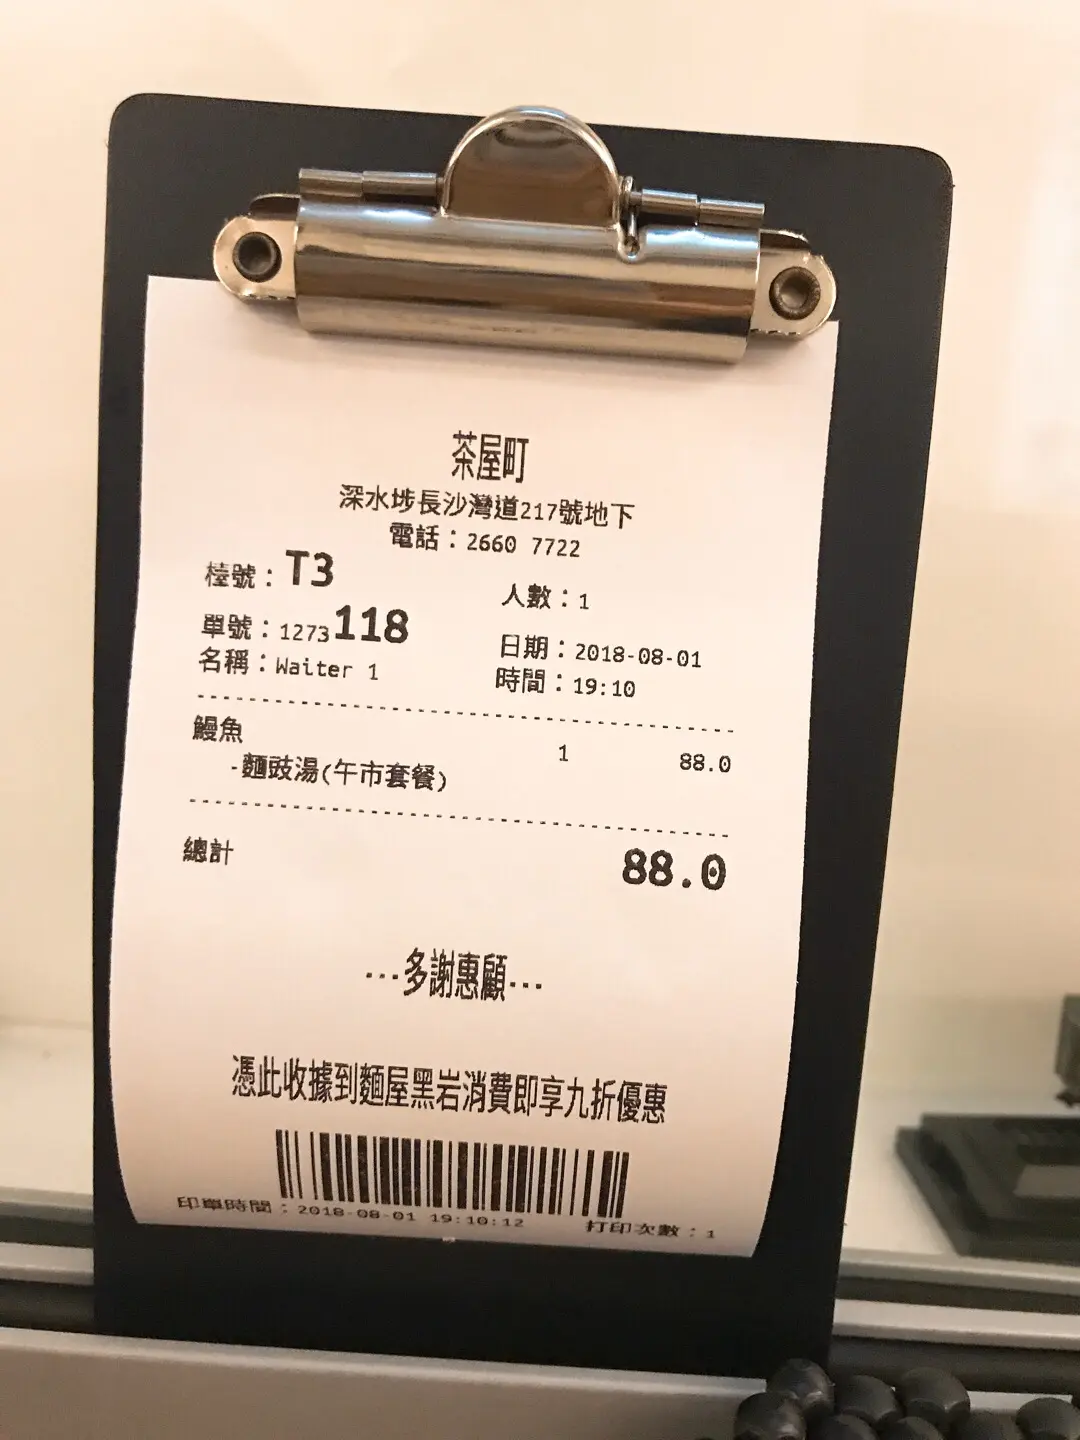 茶屋町
深水埗長沙灣道217號地下
電話：2660 7722
檯號：T3
人數：1
單號：1273118
日期：2018-08-01
名稱：Waiter 1
時間：19:10
鰻魚 1 88.0
-麵豉湯(午市套餐)
總計 88.0
---多謝惠顧---
憑此收據到麵屋黑岩消費即享九折優惠
印單時間：2018-08-01 19:10:12 打印次數：1